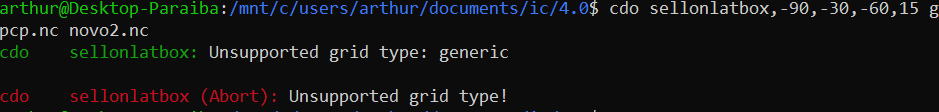 arthur@Desktop-Paraiba:/mnt/c/users/arthur/documents/ic/4.0$ cdo sellonlatbox,-90,-30,-60,15 g
pcp.nc novo2.nc
cdo    sellonlatbox: Unsupported grid type: generic
cdo    sellonlatbox (Abort): Unsupported grid type!